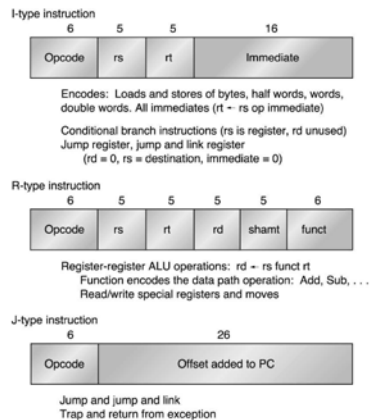 I-type instruction
6 5 5 16
Opcode rs rt Immediate
Encodes: Loads and stores of bytes, half words, words,
double words. All immediates (rt ← rs op immediate)
Conditional branch instructions (rs is register, rd unused)
Jump register, jump and link register
(rd = 0, rs = destination, immediate = 0)
R-type instruction
6 5 5 5 5 6
Opcode rs rt rd shamt funct
Register-register ALU operations: rd ← rs funct rt
Function encodes the data path operation: Add, Sub, . . .
Read/write special registers and moves
J-type instruction
6 26
Opcode Offset added to PC
Jump and jump and link
Trap and return from exception